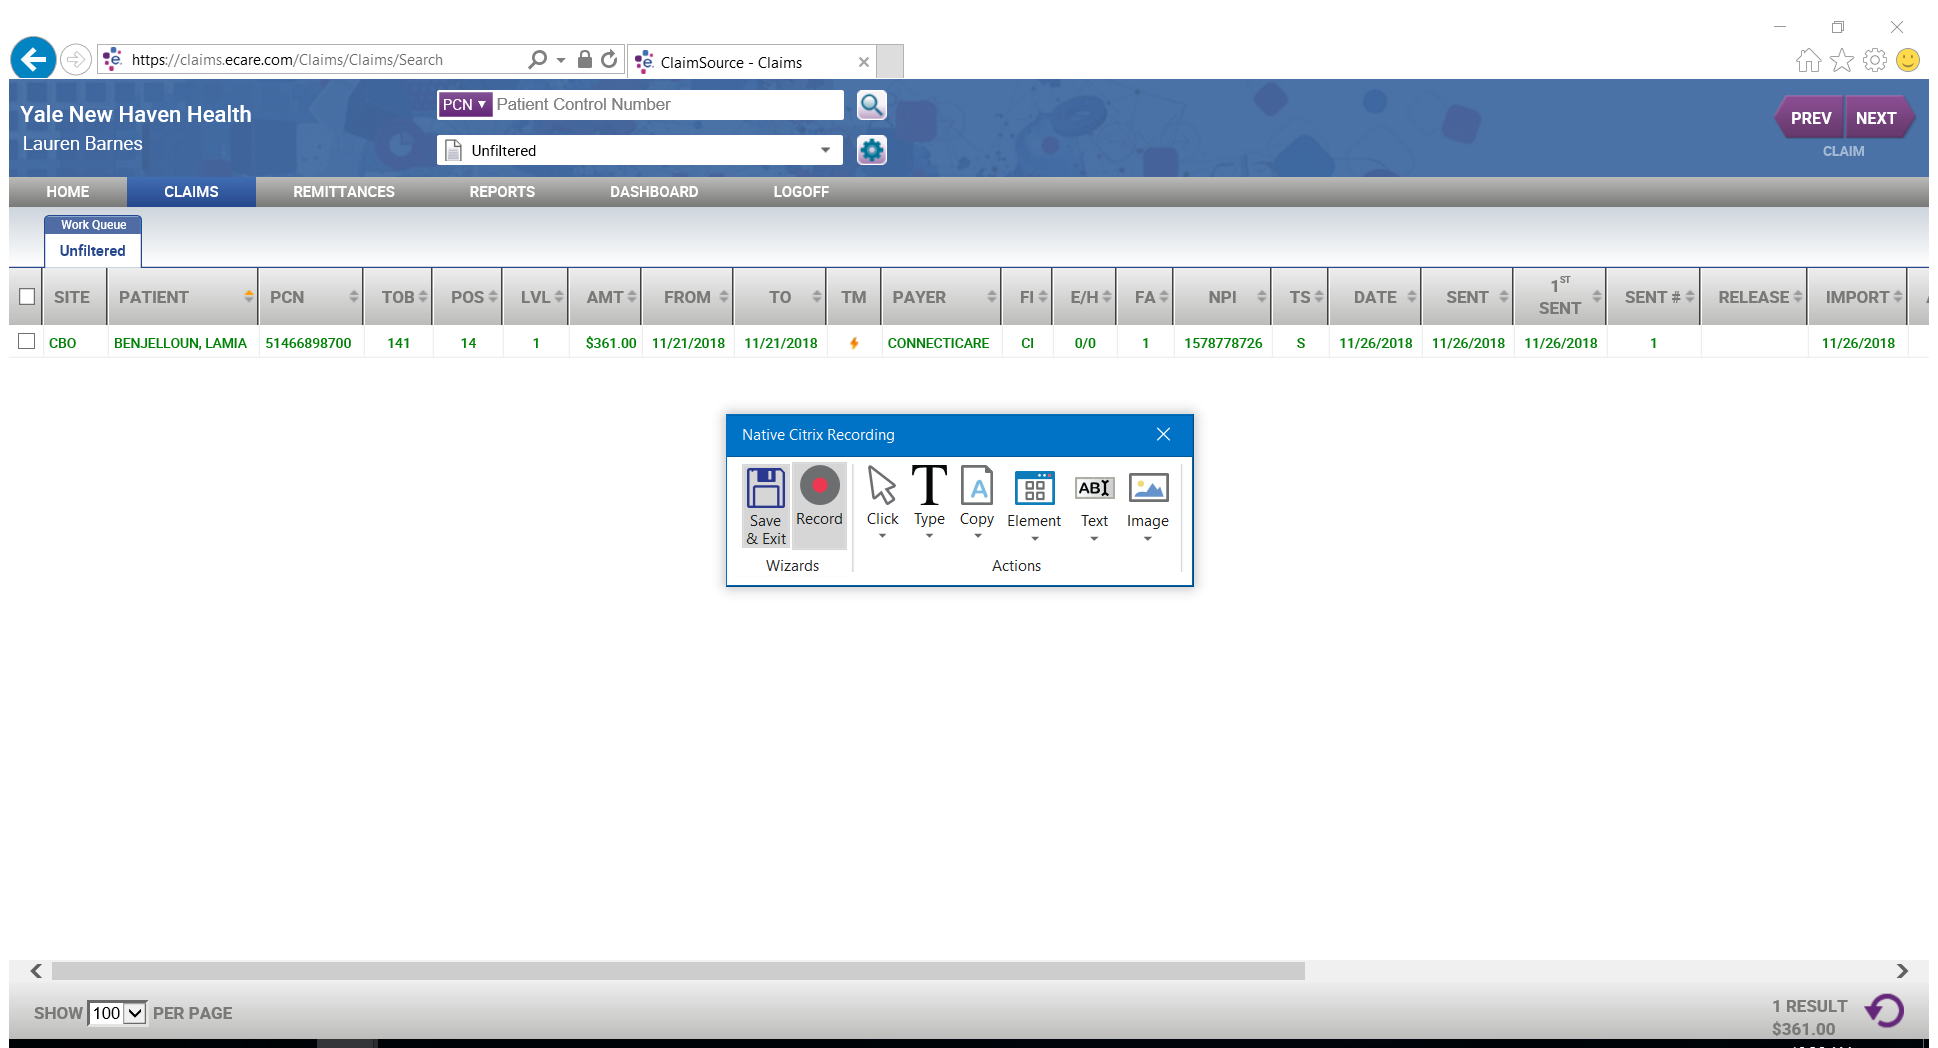 https://claims.ecare.com/Claims/Claims/Search
ClaimSource - Claims
Yale New Haven Health
Lauren Barnes
PCN Patient Control Number
Unfiltered
PREV NEXT
CLAIM
HOME CLAIMS REMITTANCES REPORTS DASHBOARD LOGOFF
Work Queue
Unfiltered
SITE PATIENT PCN TOB POS LVL AMT FROM TO TM PAYER FI E/H FA NPI TS DATE SENT 1ST SENT SENT # RELEASE IMPORT
CBO BENJELLOUN, LAMIA 51466898700 141 14 1 $361.00 11/21/2018 11/21/2018 CONNECTICARE CI 0/0 1 1578778726 S 11/26/2018 11/26/2018 11/26/2018 1 11/26/2018
Native Citrix Recording
Save & Exit Record Click Type Copy Element Text Image
Wizards Actions
SHOW 100 PER PAGE
1 RESULT
$361.00